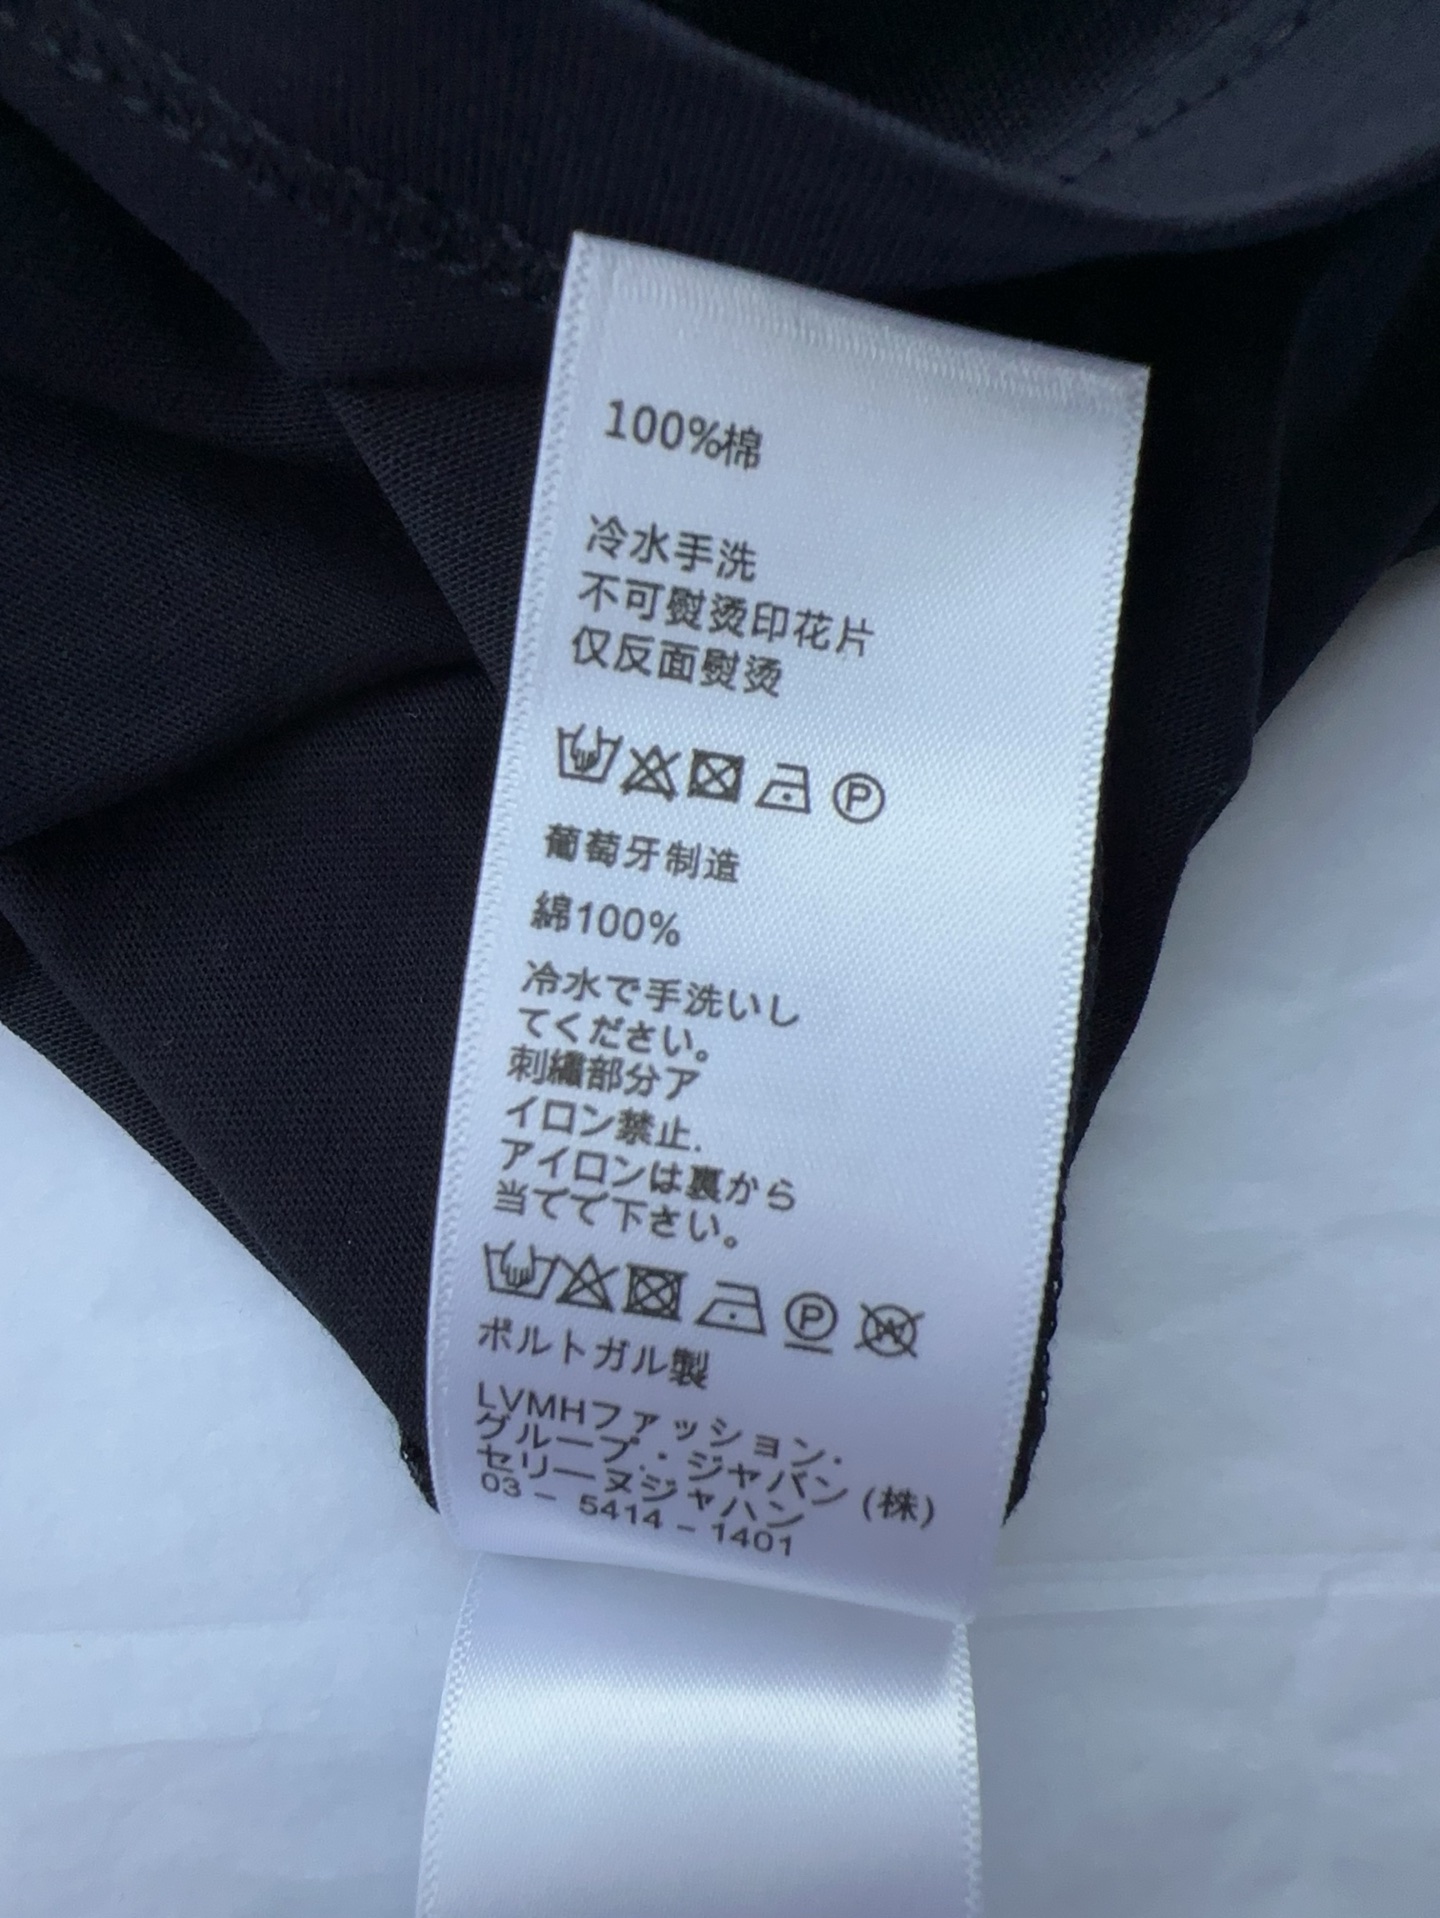 100%棉
冷水手洗
不可熨烫印花片
仅反面熨烫
P
葡萄牙制造
綿100%
冷水で手洗いし
てください。
刺繍部分ア
イロン禁止.
アイロンは裏から
当てて下さい。
P W
ポルトガル製
LVMHファッション.
グループ.・ジャパン (株)
セリーヌジャハン
03 - 5414 - 1401